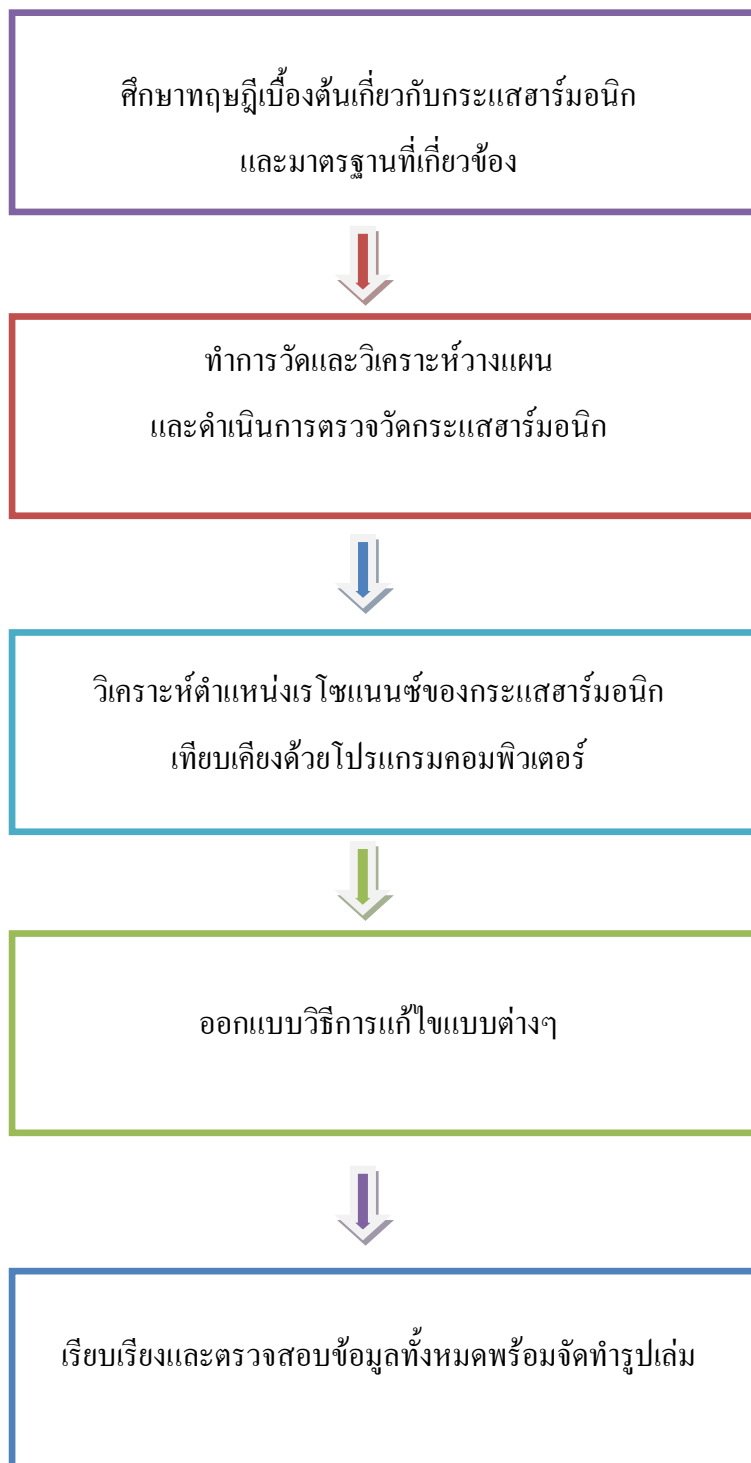 ศึกษาทฤษฎีเบื้องต้นเกี่ยวกับกระแสฮาร์มอนิก
และมาตรฐานที่เกี่ยวข้อง
ทำการวัดและวิเคราะห์วางแผน
และดำเนินการตรวจวัดกระแสฮาร์มอนิก
วิเคราะห์ตำแหน่งเรโซแนนซ์ของกระแสฮาร์มอนิก
เทียบเคียงด้วยโปรแกรมคอมพิวเตอร์
ออกแบบวิธีการแก้ไขแบบต่างๆ
เรียบเรียงและตรวจสอบข้อมูลทั้งหมดพร้อมจัดทำรูปเล่ม